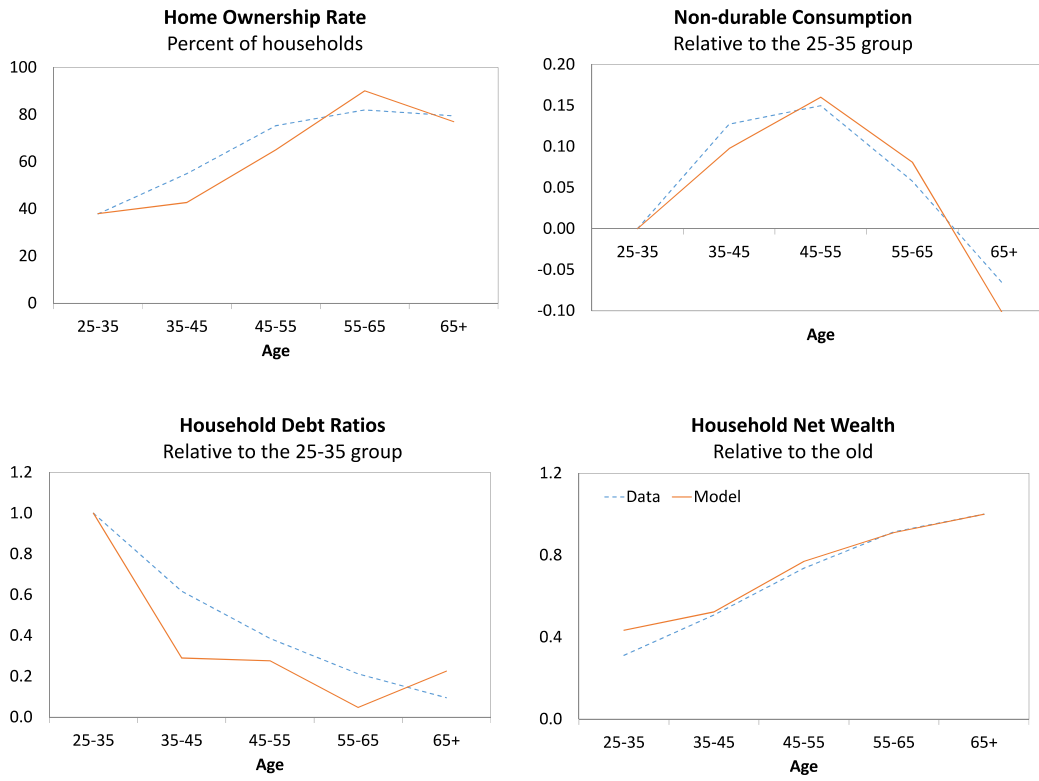 Home Ownership Rate
Percent of households
100
80
60
40
20
0
25-35 35-45 45-55 55-65 65+
Age
Non-durable Consumption
Relative to the 25-35 group
0.20
0.15
0.10
0.05
0.00
25-35 35-45 45-55 55-65 65+
-0.05
-0.10
Age
Household Debt Ratios
Relative to the 25-35 group
1.2
1.0
0.8
0.6
0.4
0.2
0.0
25-35 35-45 45-55 55-65 65+
Age
Household Net Wealth
Relative to the old
1.2
Data Model
0.8
0.4
0.0
25-35 35-45 45-55 55-65 65+
Age